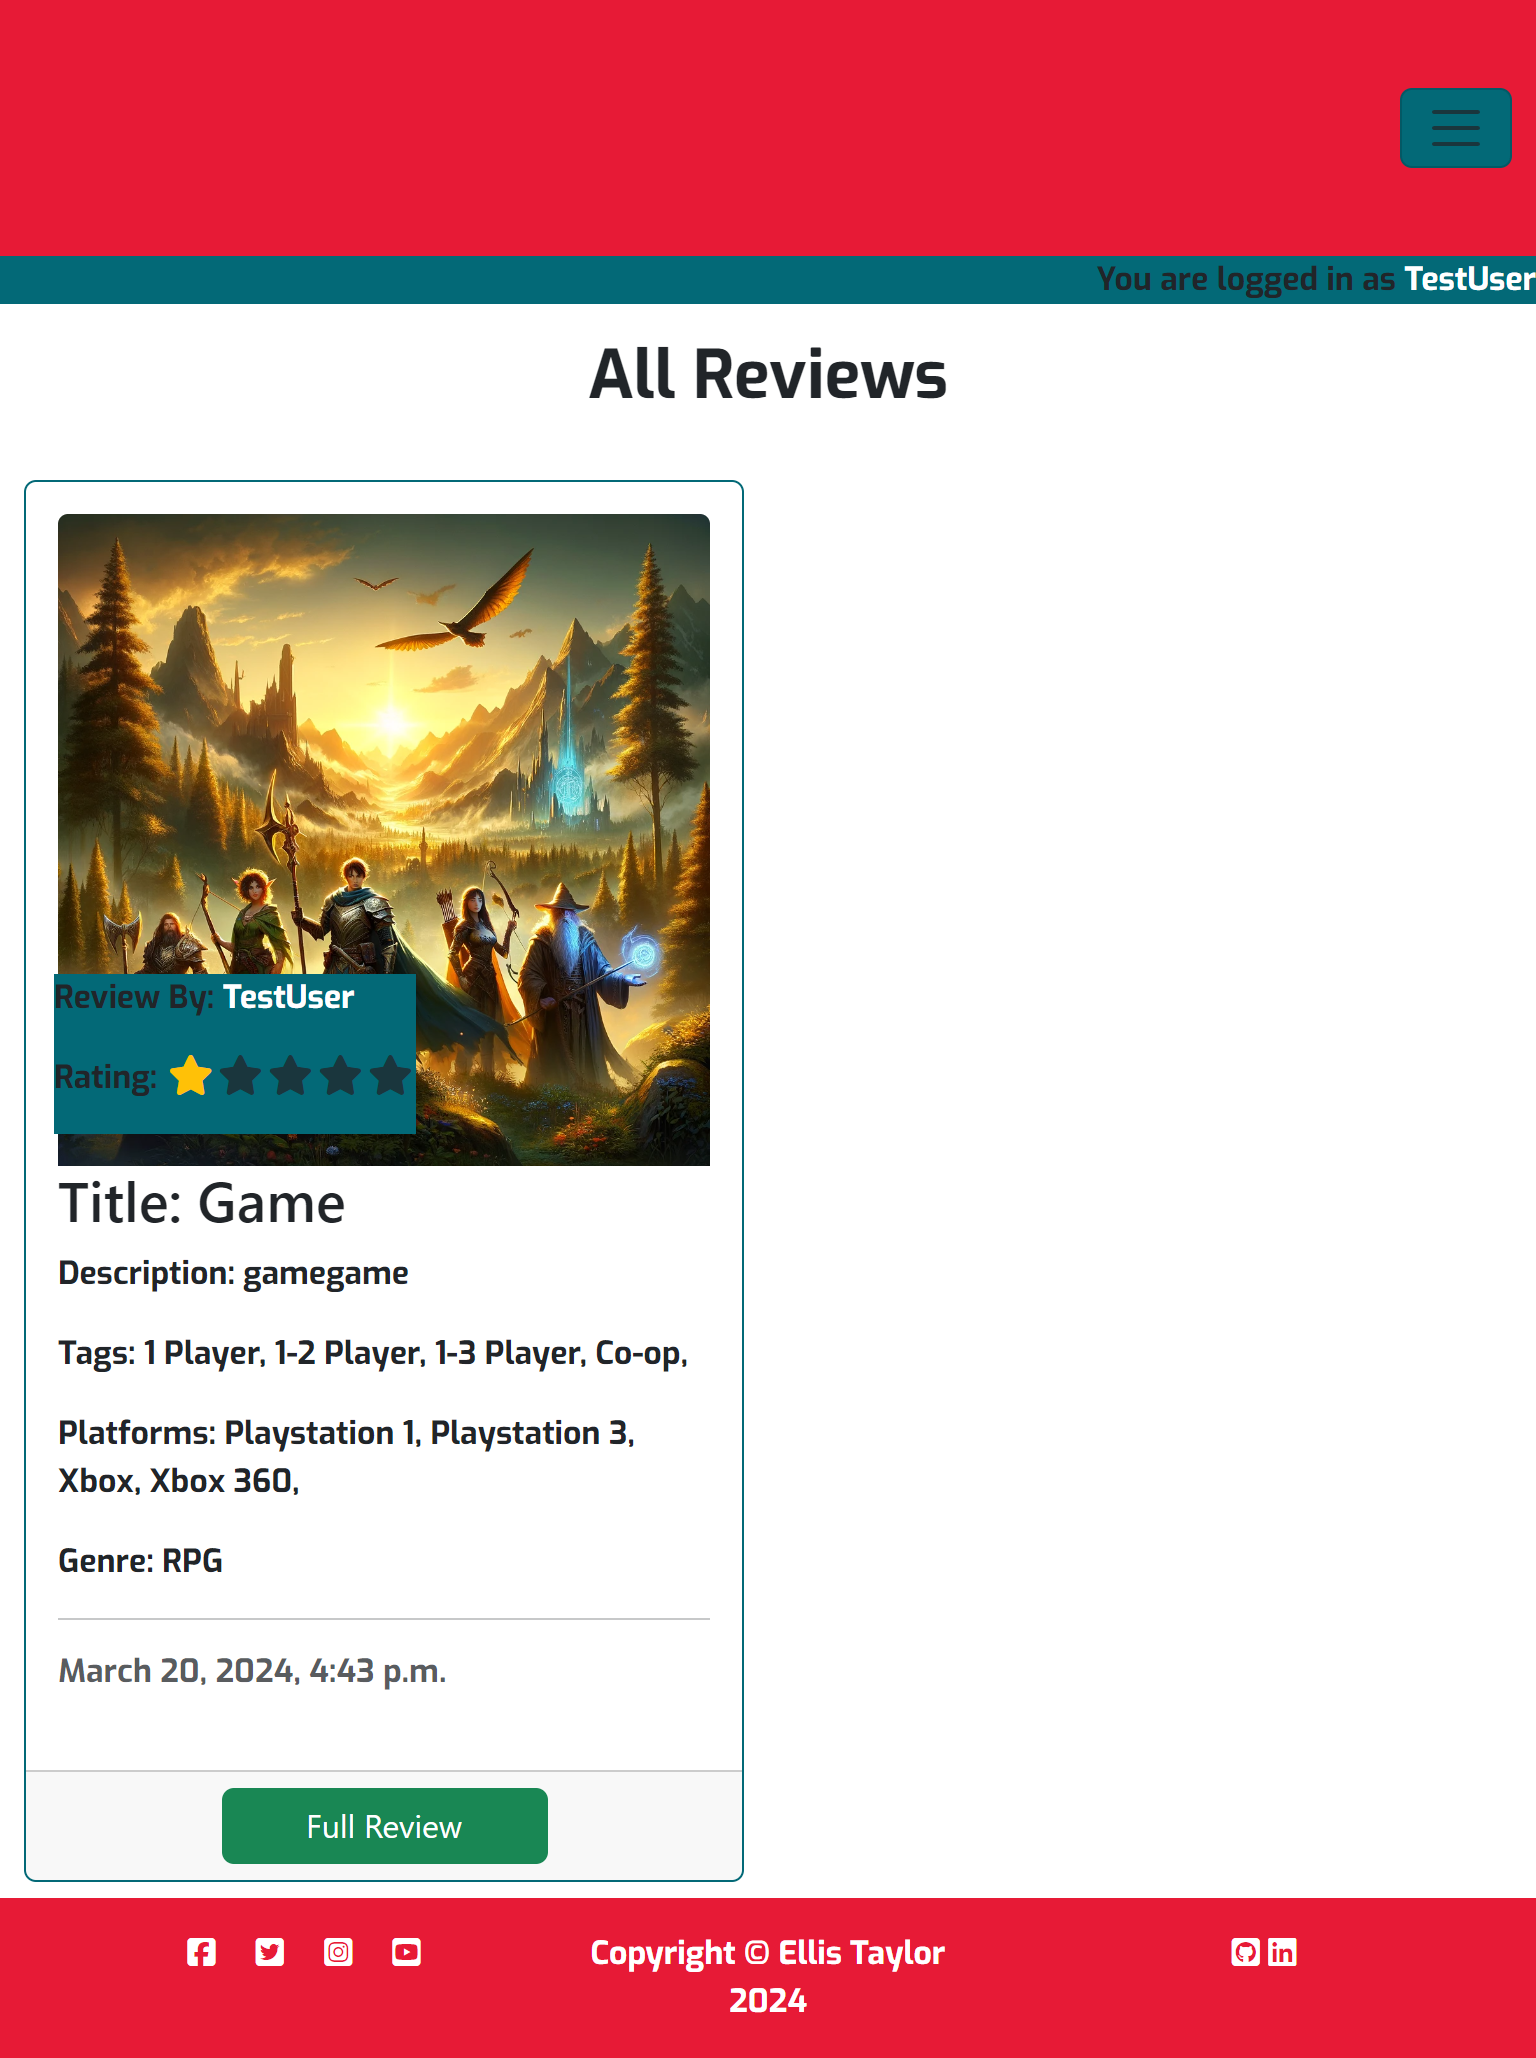 You are logged in as TestUser
All Reviews
Review By: TestUser
Rating:
Title: Game
Description: gamegame
Tags: 1 Player, 1-2 Player, 1-3 Player, Co-op,
Platforms: Playstation 1, Playstation 3,
Xbox, Xbox 360,
Genre: RPG
March 20, 2024, 4:43 p.m.
Full Review
Copyright © Ellis Taylor
2024